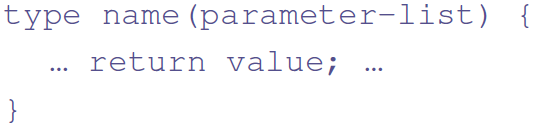 type name(parameter-list) {
… return value; …
}